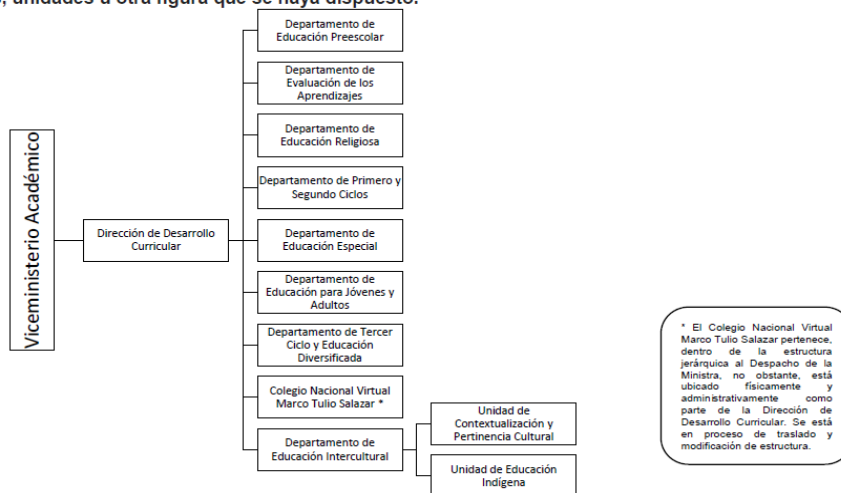 , unidades u otra figura que se haya dispuesto.
Departamento de
Educación Preescolar
Departamento de
Evaluación de los
Aprendizajes
Departamento de
Educación Religiosa
Departamento de Primero y
Segundo Ciclos
Viceministerio Académico
Dirección de Desarrollo
Curricular
Departamento de
Educación Especial
Departamento de
Educación para Jóvenes y
Adultos
Departamento de Tercer
Ciclo y Educación
Diversificada
Colegio Nacional Virtual
Marco Tulio Salazar *
Departamento de
Educación Intercultural
Unidad de
Contextualización y
Pertinencia Cultural
Unidad de Educación
Indígena
* El Colegio Nacional Virtual
Marco Tulio Salazar pertenece,
dentro de la estructura
jerárquica al Despacho de la
Ministra, no obstante, está
ubicado físicamente y
administrativamente como
parte de la Dirección de
Desarrollo Curricular. Se está
en proceso de traslado y
modificación de estructura.